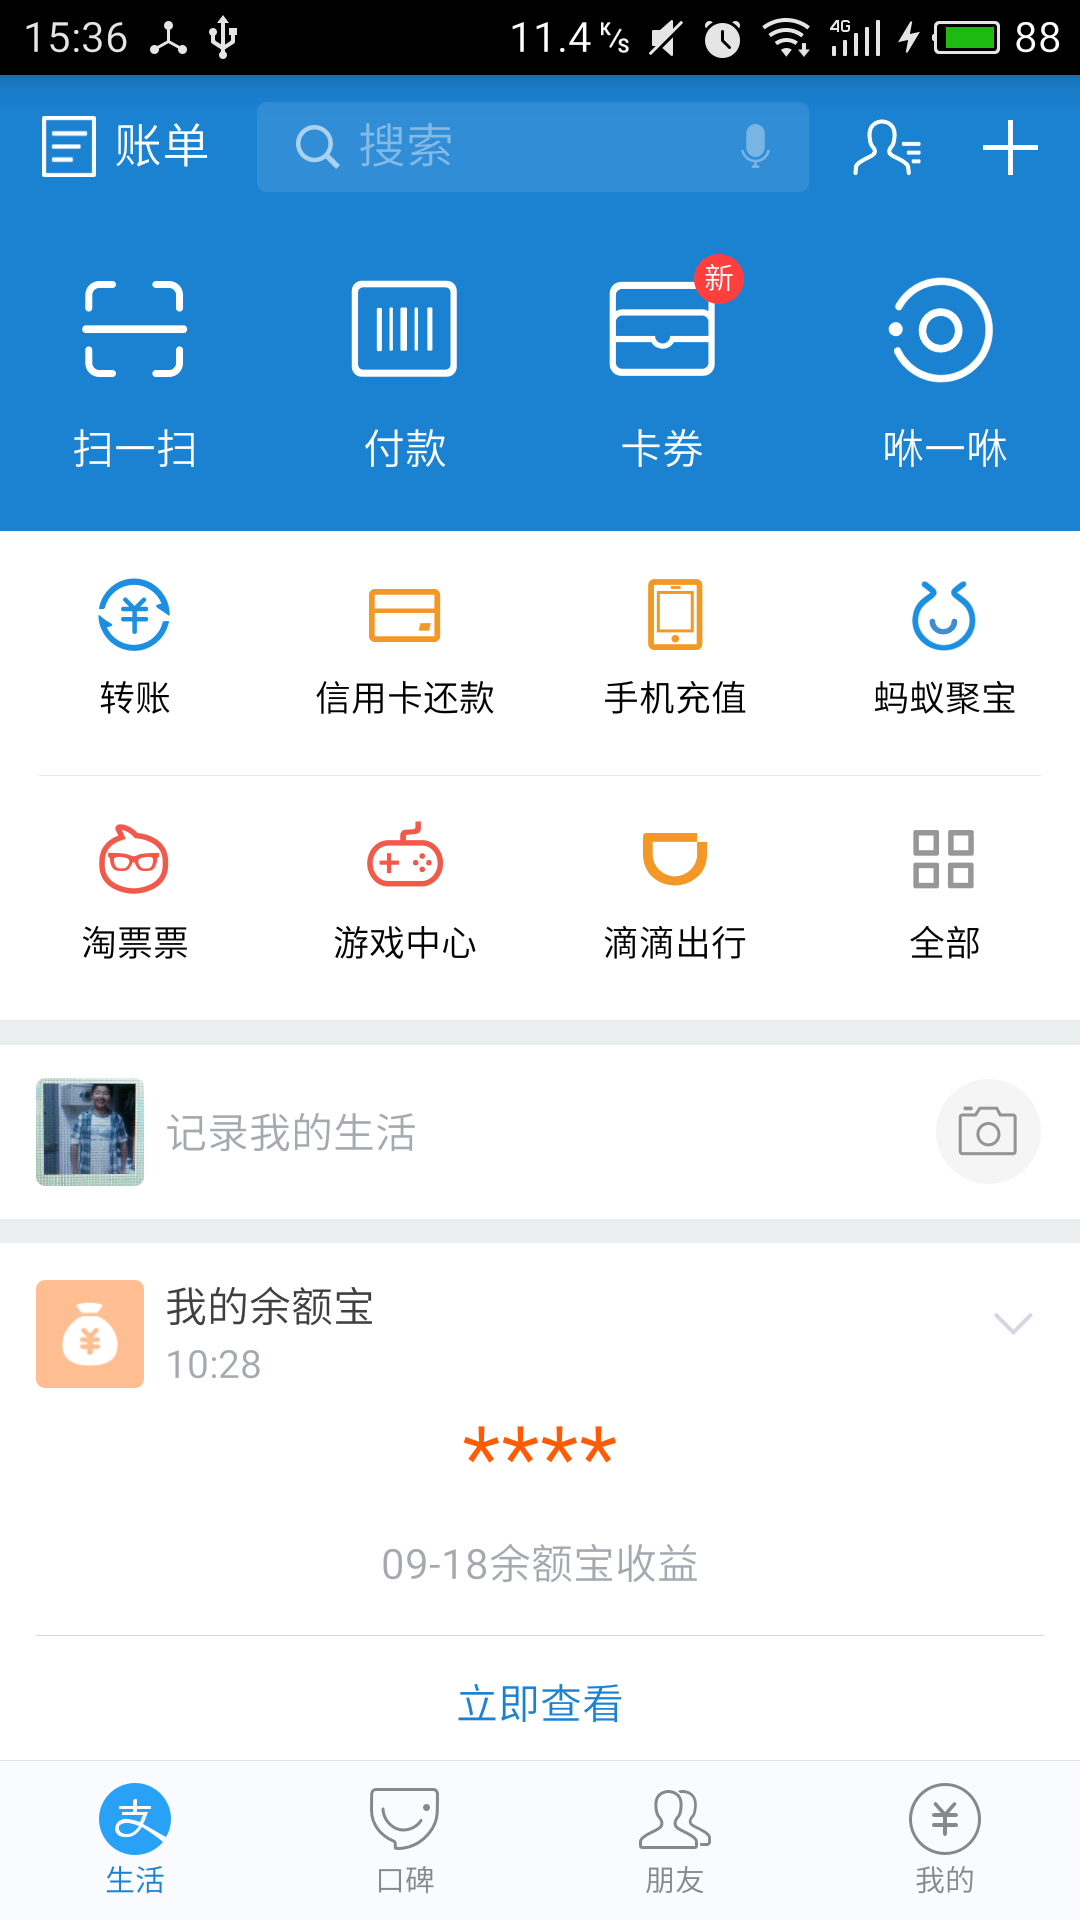 15:36 11.4 K/s 4G 88
账单 搜索
新
扫一扫 付款 卡券 咻一咻
转账 信用卡还款 手机充值 蚂蚁聚宝
淘票票 游戏中心 滴滴出行 全部
记录我的生活
我的余额宝
10:28
****
09-18余额宝收益
立即查看
生活 口碑 朋友 我的